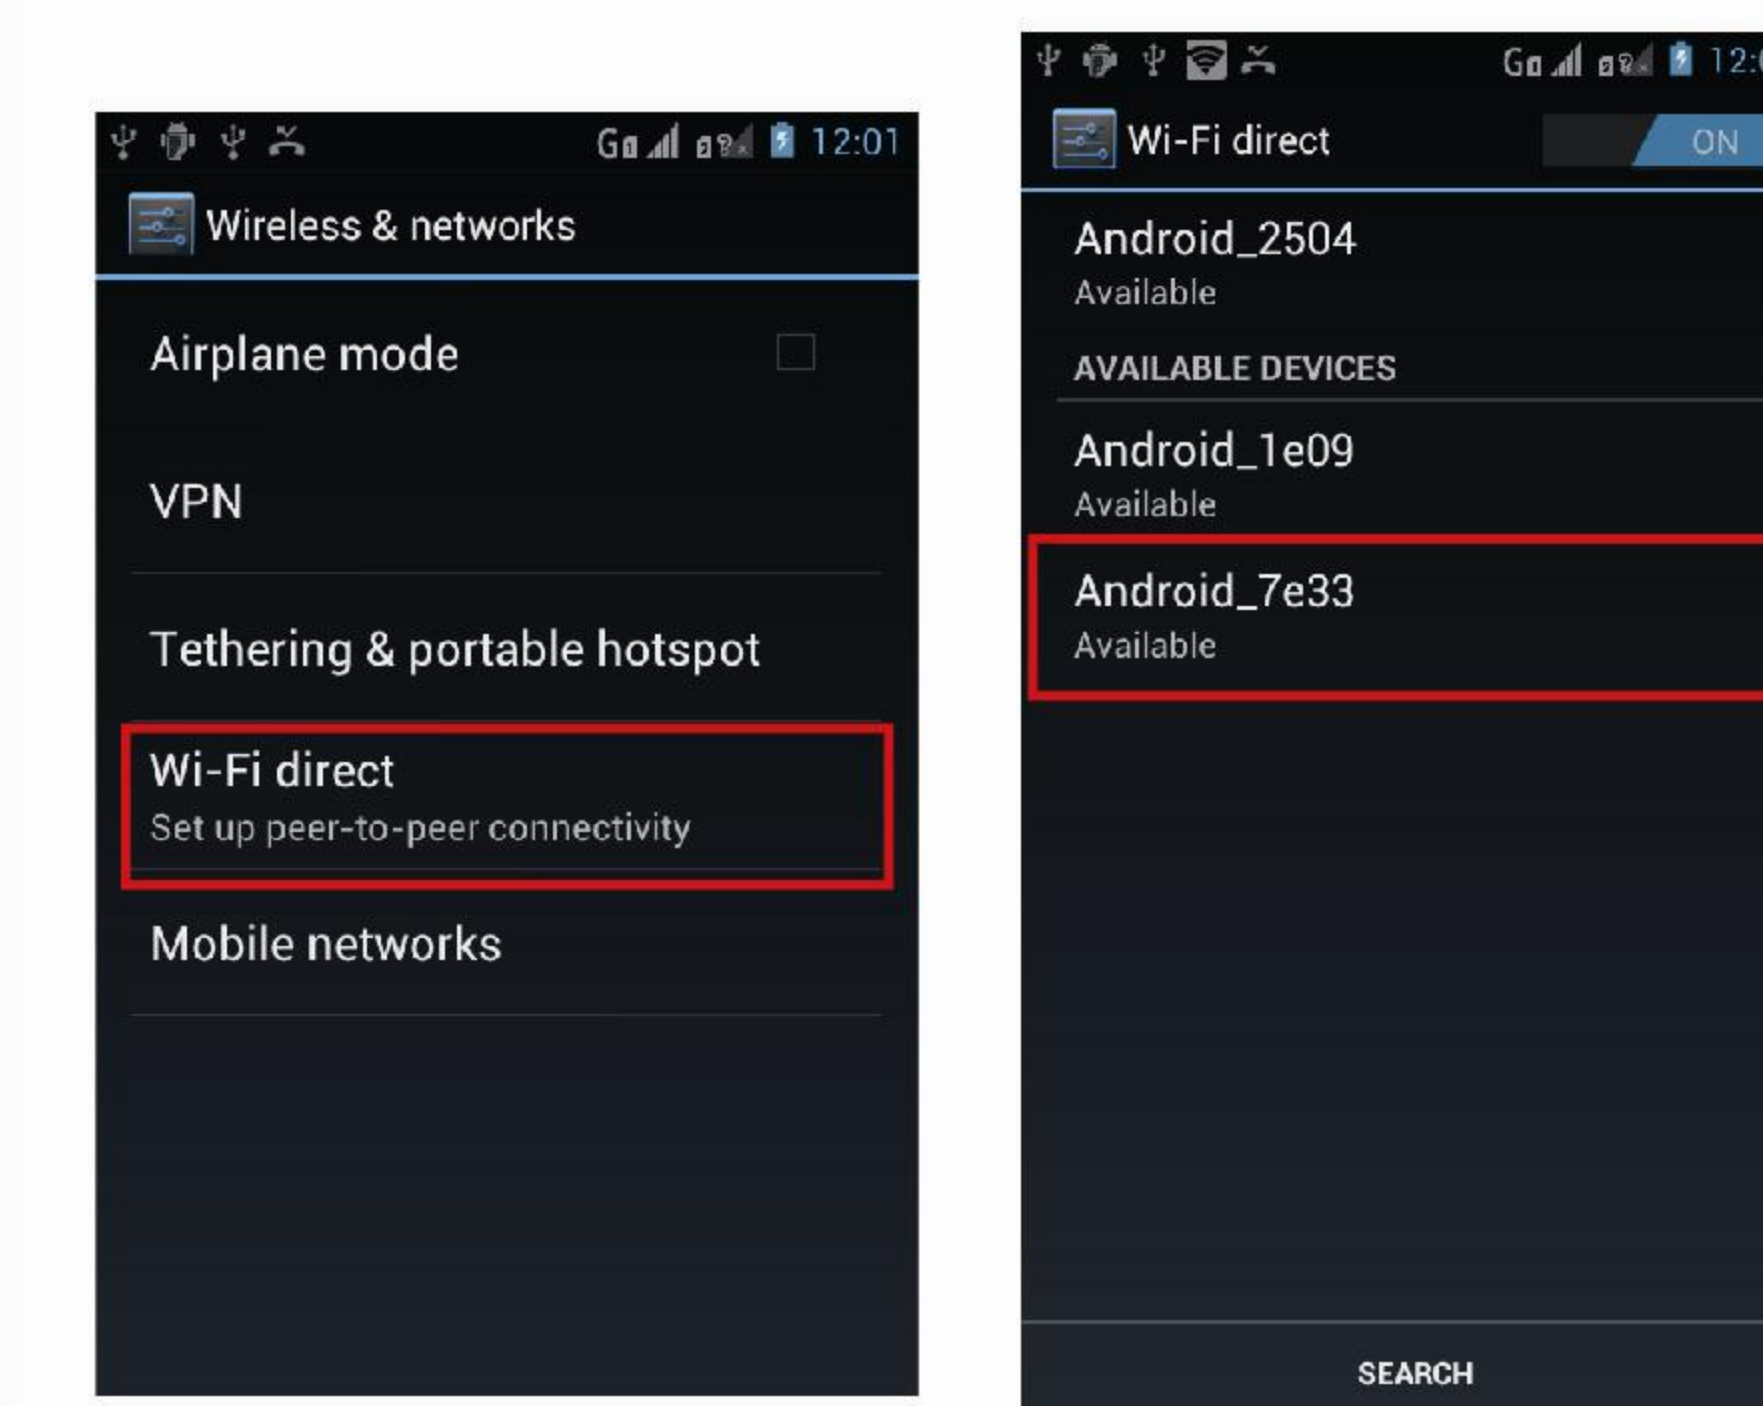 12:01
Wireless & networks
Airplane mode
VPN
Tethering & portable hotspot
Wi-Fi direct
Set up peer-to-peer connectivity
Mobile networks
Wi-Fi direct
ON
Android_2504
Available
AVAILABLE DEVICES
Android_1e09
Available
Android_7e33
Available
SEARCH